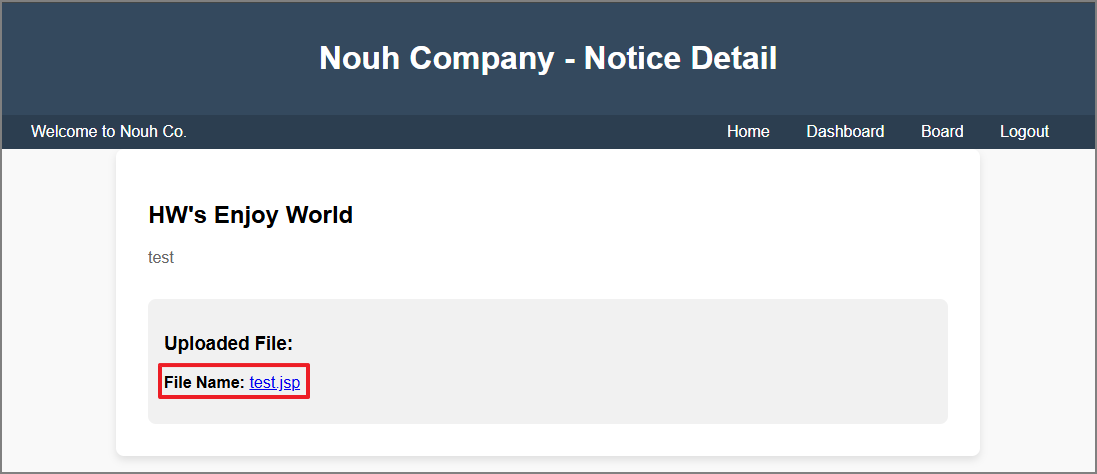 Nouh Company - Notice Detail
Welcome to Nouh Co. Home Dashboard Board Logout
HW's Enjoy World
test
Uploaded File:
File Name: test.jsp